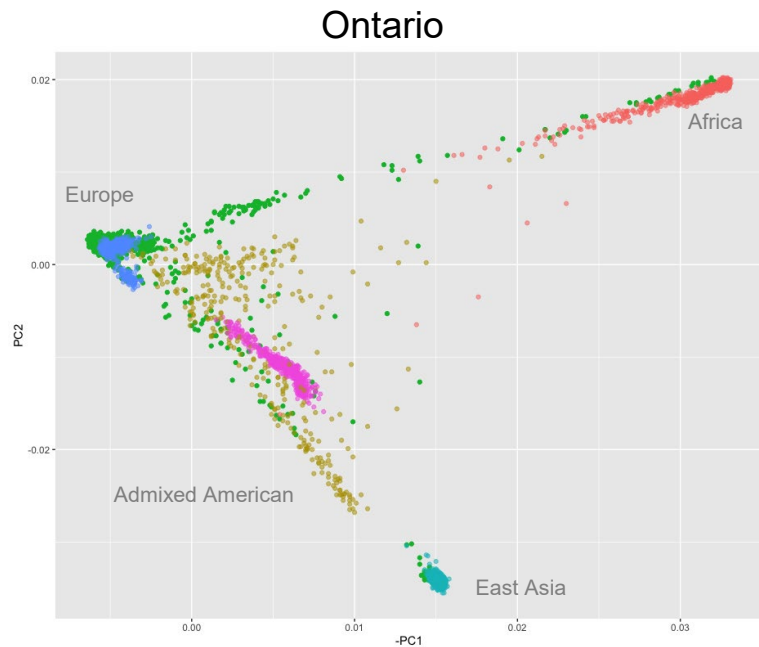 Ontario
0.02
Africa
Europe
0.00
PC2
-0.02
Admixed American
East Asia
0.00
0.01
0.02
0.03
-PC1